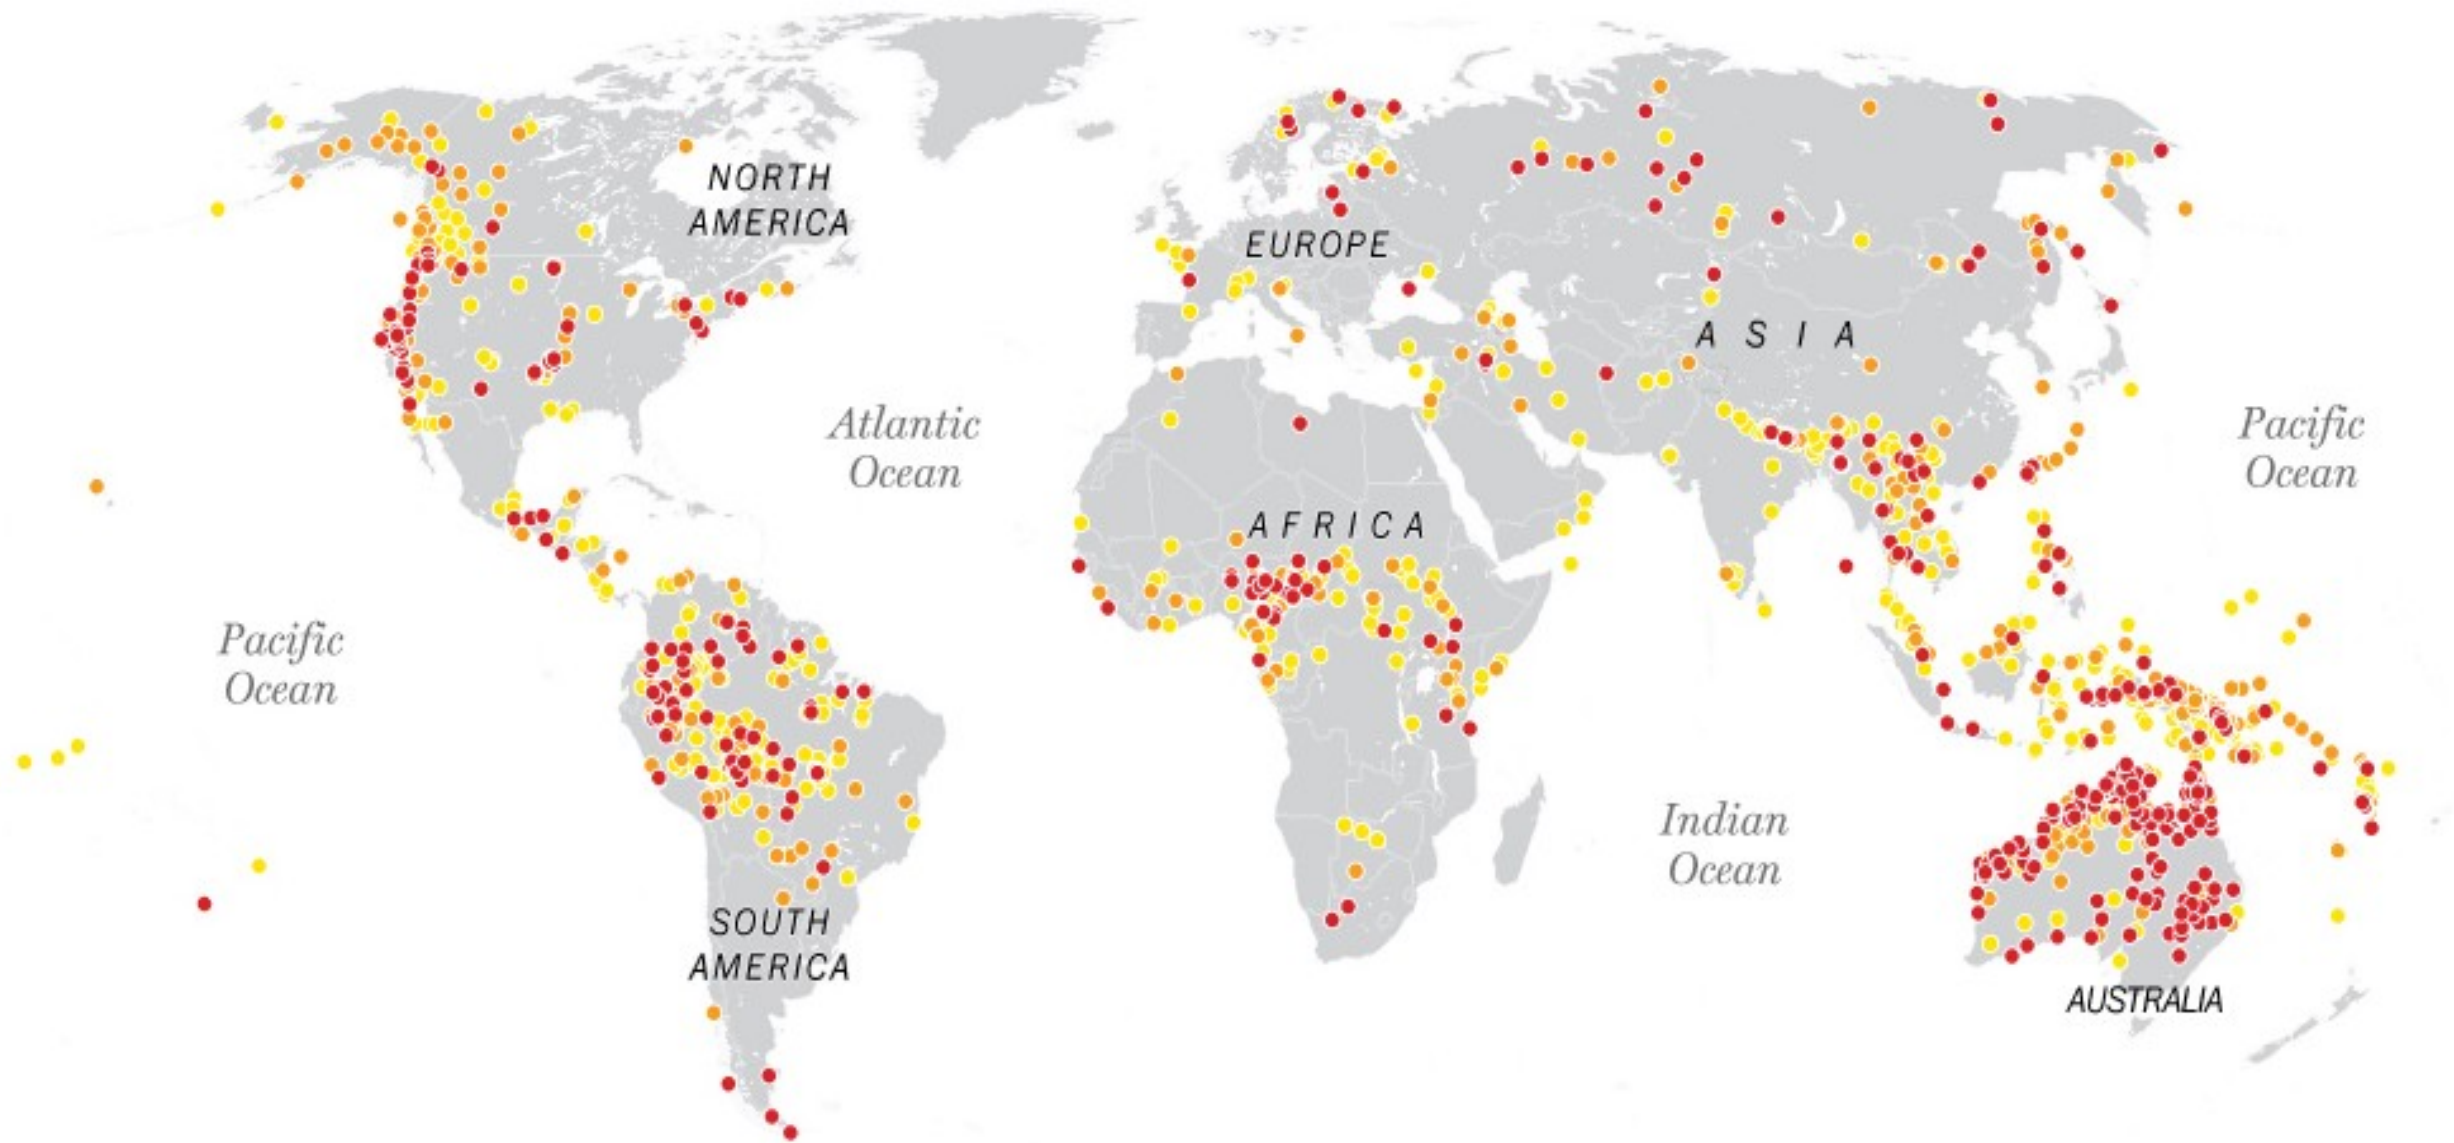 NORTH
AMERICA
EUROPE
ASIA
Atlantic
Ocean
Pacific
Ocean
AFRICA
Pacific
Ocean
Indian
Ocean
SOUTH
AMERICA
AUSTRALIA